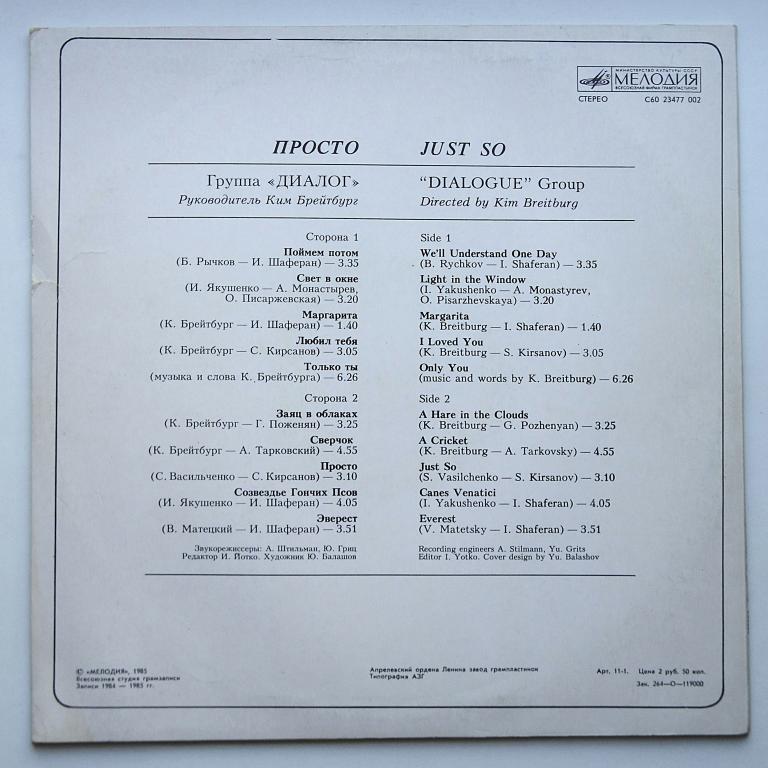 МИНИСТЕРСТВО КУЛЬТУРЫ СССР
МЕЛОДИЯ
ВСЕСОЮЗНАЯ ФИРМА ГРАМПЛАСТИНОК
СТЕРЕО С60 23477 002
ПРОСТО
Группа «ДИАЛОГ»
Руководитель Ким Брейтбург
Сторона 1
Поймем потом
(Б. Рычков — И. Шаферан) — 3.35
Свет в окне
(И. Якушенко — А. Монастырев,
О. Писаржевская) — 3.20
Маргарита
(К. Брейтбург — И. Шаферан) — 1.40
Любил тебя
(К. Брейтбург — С. Кирсанов) — 3.05
Только ты
(музыка и слова К. Брейтбурга) — 6.26
Сторона 2
Заяц в облаках
(К. Брейтбург — Г. Поженян) — 3.25
Сверчок
(К. Брейтбург — А. Тарковский) — 4.55
Просто
(С. Васильченко — С. Кирсанов) — 3.10
Созвездье Гончих Псов
(И. Якушенко — И. Шаферан) — 4.05
Эверест
(В. Матецкий — И. Шаферан) — 3.51
Звукорежиссеры: А. Штильман, Ю. Гриц
Редактор И. Йотко. Художник Ю. Балашов
JUST SO
“DIALOGUE” Group
Directed by Kim Breitburg
Side 1
We'll Understand One Day
(B. Rychkov — I. Shaferan) — 3.35
Light in the Window
(I. Yakushenko — A. Monastyrev,
O. Pisarzhevskaya) — 3.20
Margarita
(K. Breitburg — I. Shaferan) — 1.40
I Loved You
(K. Breitburg — S. Kirsanov) — 3.05
Only You
(music and words by K. Breitburg) — 6.26
Side 2
A Hare in the Clouds
(K. Breitburg — G. Pozhenyan) — 3.25
A Cricket
(K. Breitburg — A. Tarkovsky) — 4.55
Just So
(S. Vasilchenko — S. Kirsanov) — 3.10
Canes Venatici
(I. Yakushenko — I. Shaferan) — 4.05
Everest
(V. Matetsky — I. Shaferan) — 3.51
Recording engineers A. Stilmann, Yu. Grits
Editor I. Yotko. Cover design by Yu. Balashov
© «МЕЛОДИЯ», 1985
Всесоюзная студия грамзаписи
Записи 1984 — 1985 гг.
Апрелевский ордена Ленина завод грампластинок
Типография АЗГ
Арт. 11-1. Цена 2 руб. 50 коп.
Зак. 264—О—119000